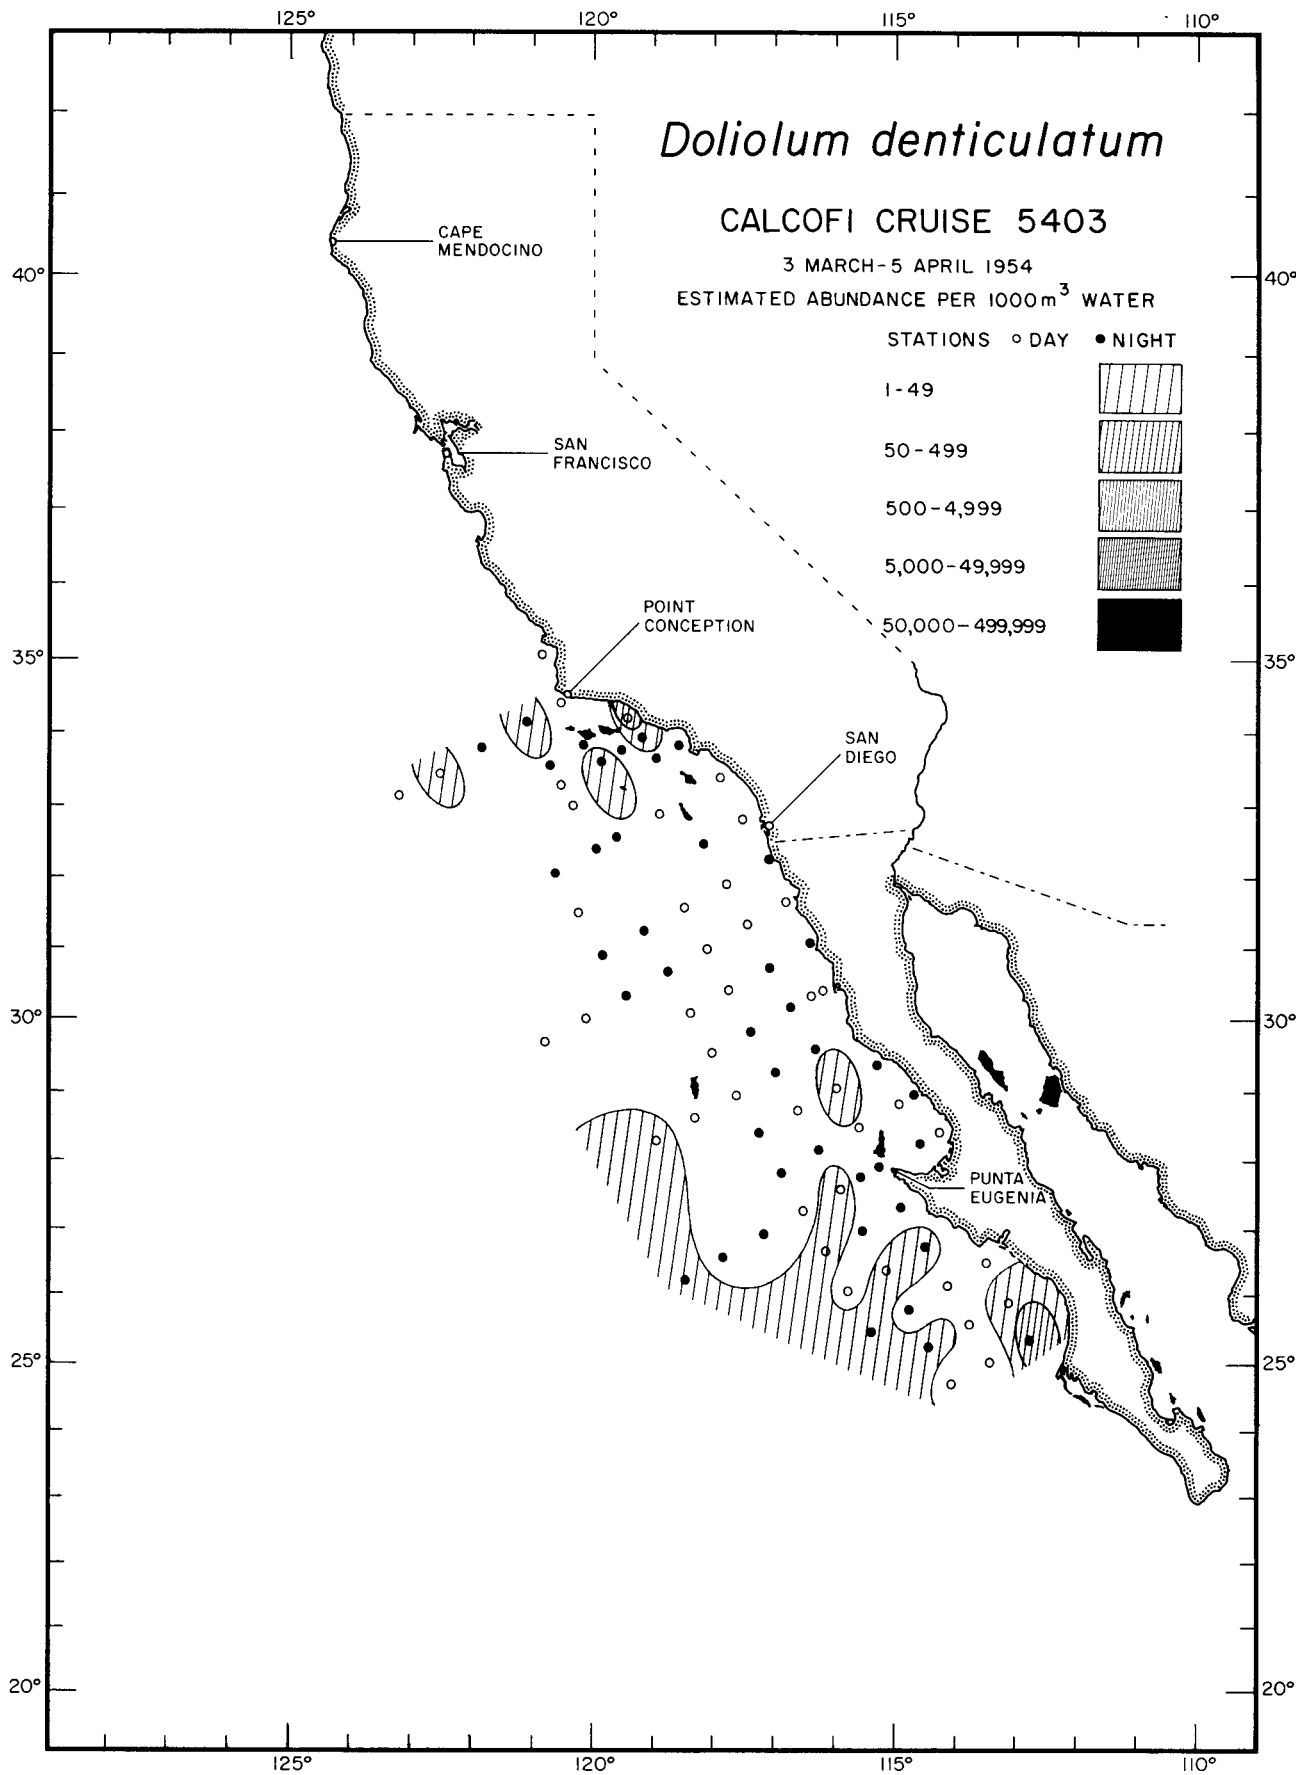 125° 120° 115° 110°
Doliolum denticulatum
CALCOFI CRUISE 5403
3 MARCH-5 APRIL 1954
ESTIMATED ABUNDANCE PER 1000m³ WATER
STATIONS ○ DAY ● NIGHT
1-49
50-499
500-4,999
5,000-49,999
50,000-499,999
CAPE
MENDOCINO
40° 40°
SAN
FRANCISCO
POINT
CONCEPTION
35° 35°
SAN
DIEGO
30° 30°
PUNTA
EUGENIA
25° 25°
20° 20°
125° 120° 115° 110°